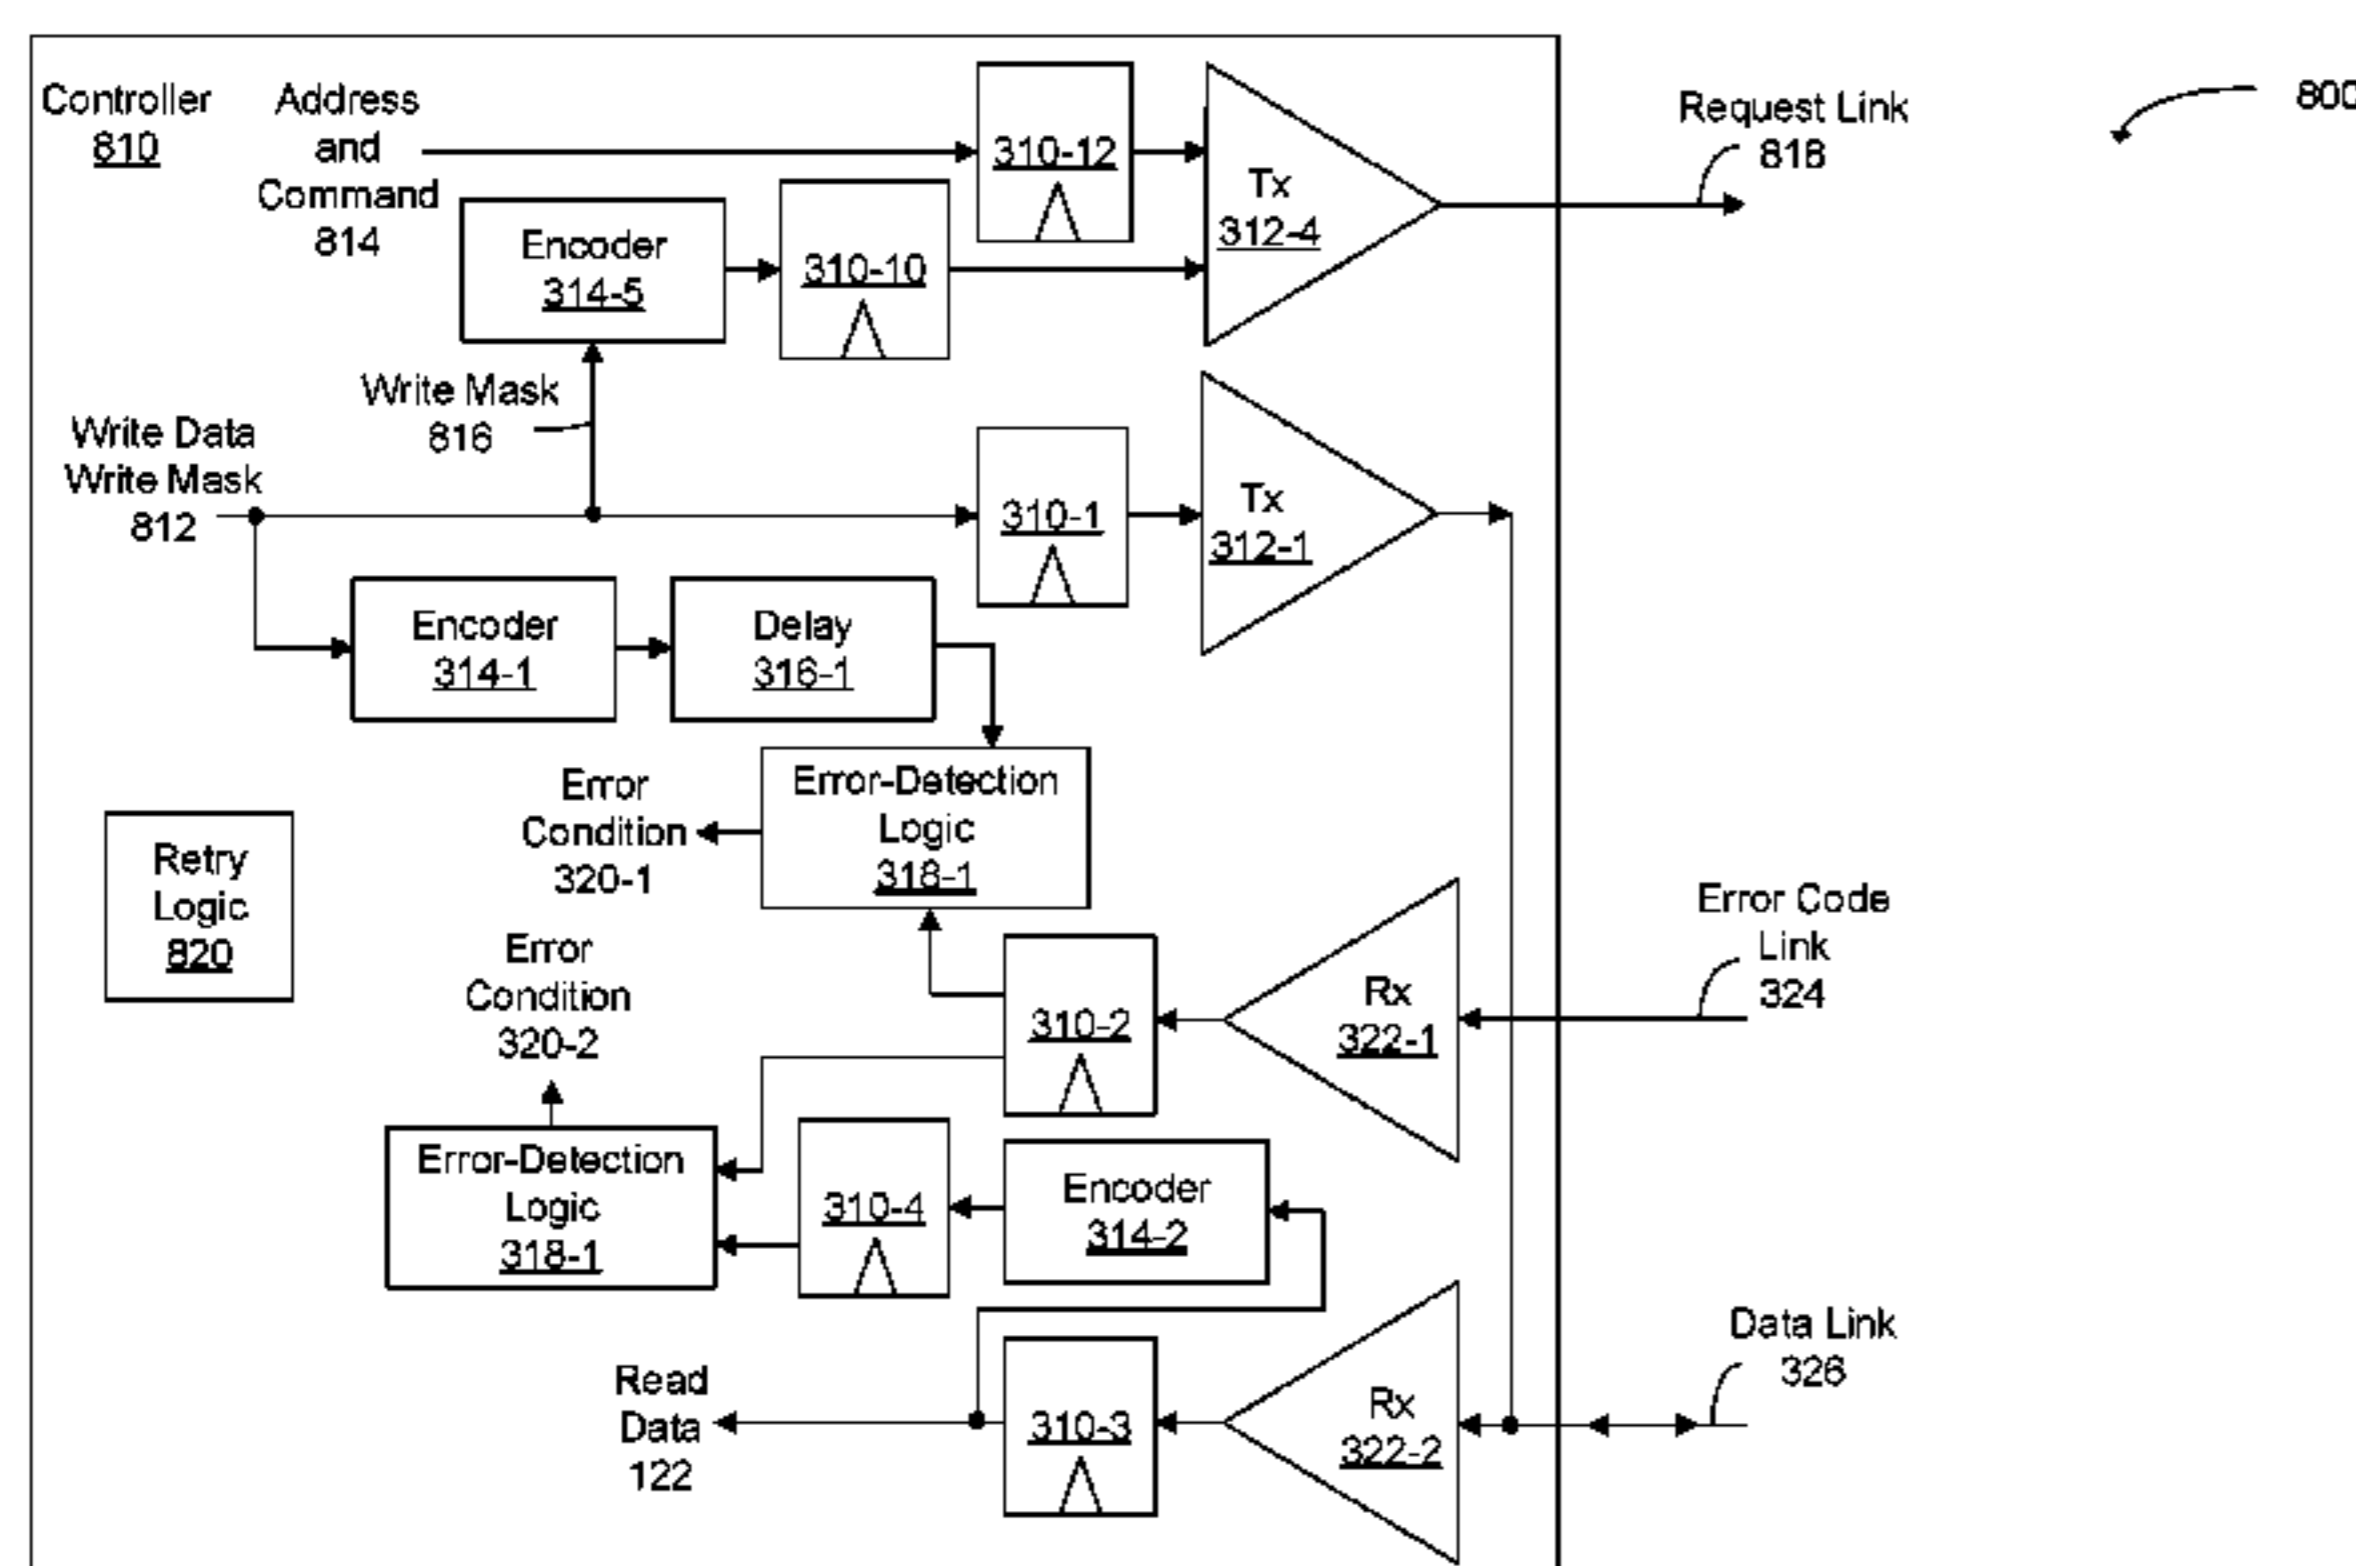 Controller
810
Address
and
Command
814
310-12
Tx
312-4
Request Link
818
800
Encoder
314-5
310-10
Write Mask
816
Write Data
Write Mask
812
310-1
Tx
312-1
Encoder
314-1
Delay
316-1
Error
Condition
320-1
Error-Detection
Logic
318-1
Retry
Logic
820
Error
Condition
320-2
310-2
Rx
322-1
Error Code
Link
324
Error-Detection
Logic
318-1
310-4
Encoder
314-2
Read
Data
122
310-3
Rx
322-2
Data Link
326